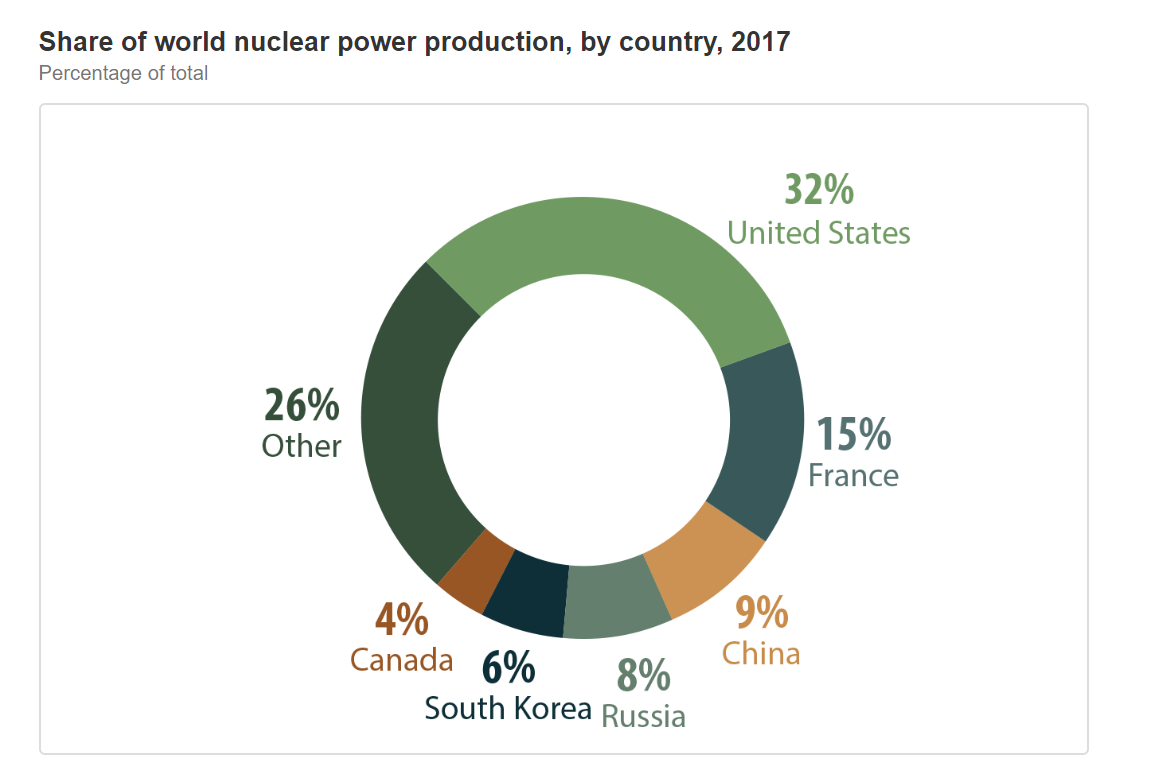 Share of world nuclear power production, by country, 2017
Percentage of total
32%
United States
15%
France
9%
China
8%
Russia
6%
South Korea
4%
Canada
26%
Other